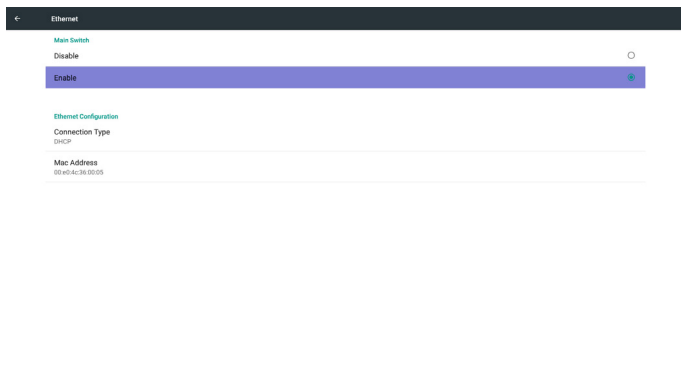 Ethernet
Main Switch
Disable
Enable
Ethernet Configuration
Connection Type
DHCP
Mac Address
00:e0:4c:36:00:05